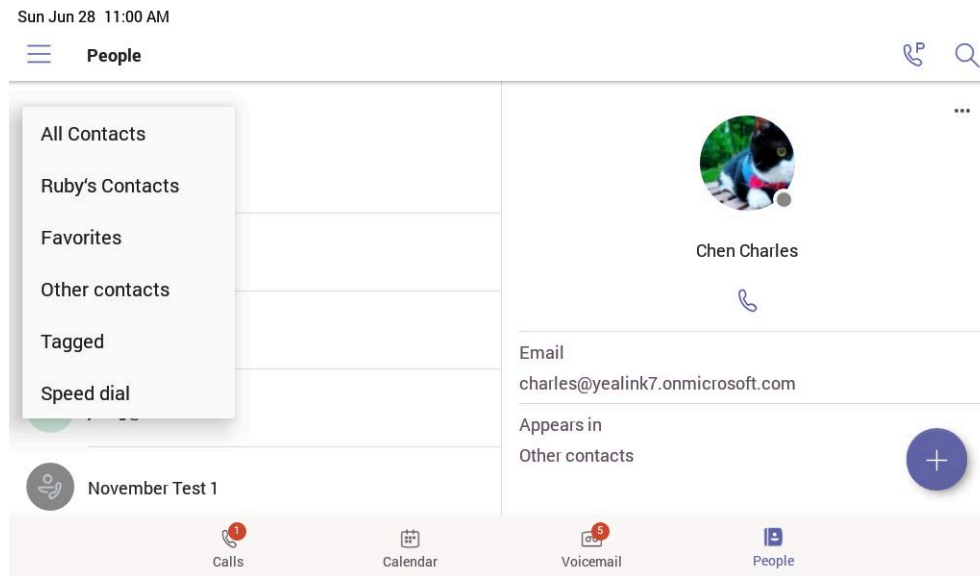 Sun Jun 28 11:00 AM
People
P
All Contacts
Ruby's Contacts
Favorites
Other contacts
Tagged
Speed dial
November Test 1
Chen Charles
Email
charles@yealink7.onmicrosoft.com
Appears in
Other contacts
1
5
Calls
Calendar
Voicemail
People